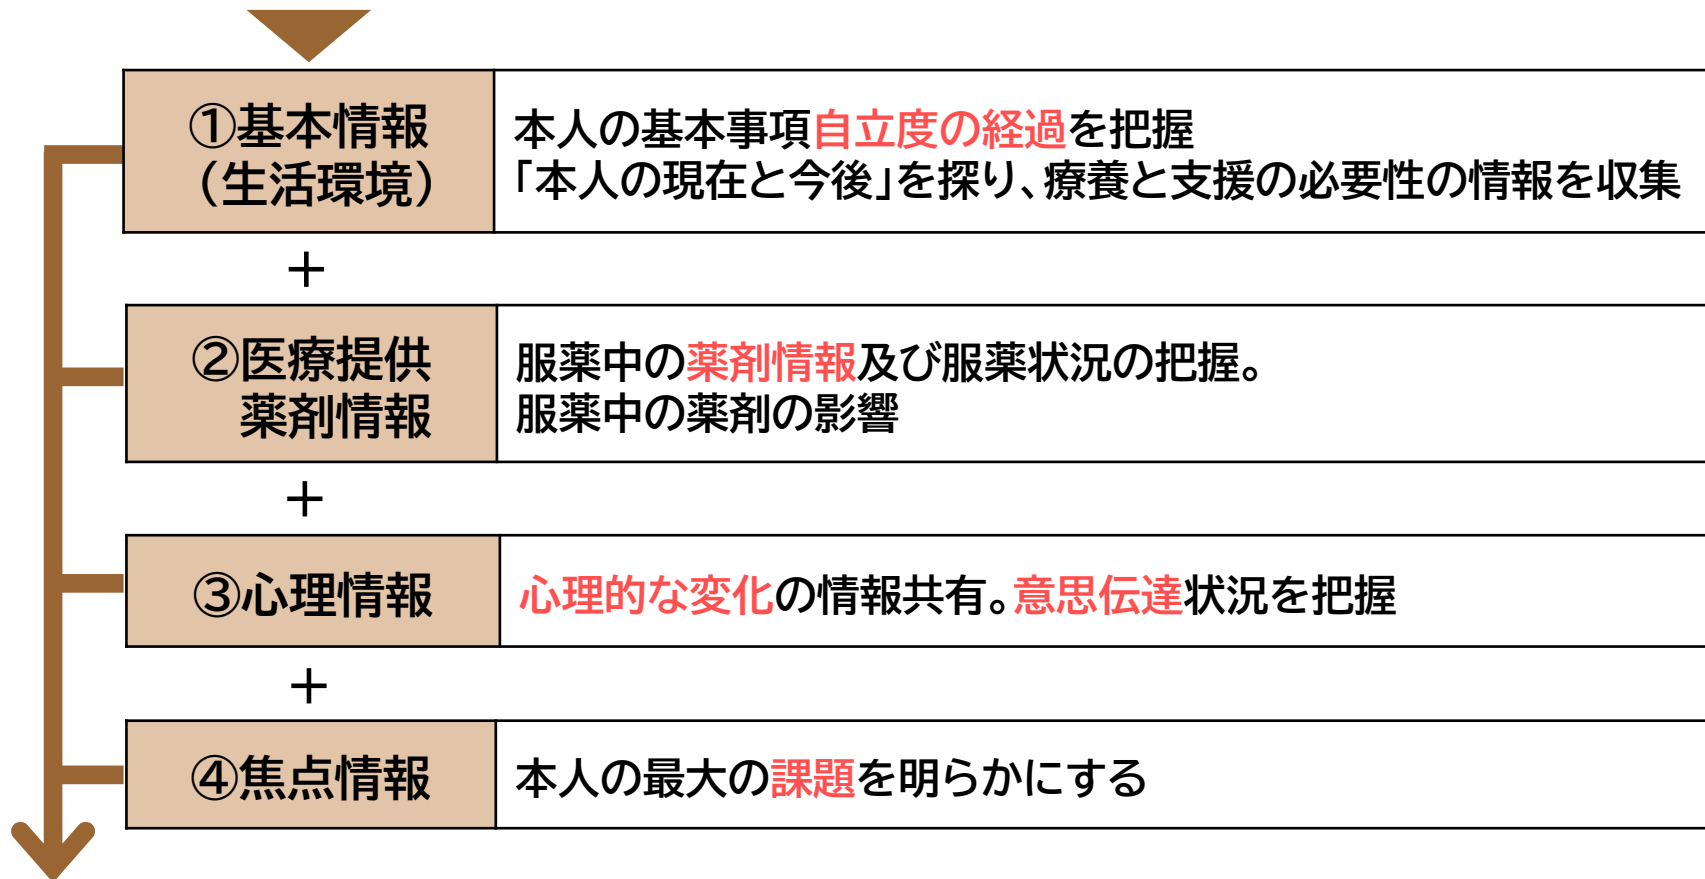 ①基本情報
（生活環境）
本人の基本事項自立度の経過を把握
「本人の現在と今後」を探り、療養と支援の必要性の情報を収集
＋
②医療提供
薬剤情報
服薬中の薬剤情報及び服薬状況の把握。
服薬中の薬剤の影響
＋
③心理情報
心理的な変化の情報共有。意思伝達状況を把握
＋
④焦点情報
本人の最大の課題を明らかにする